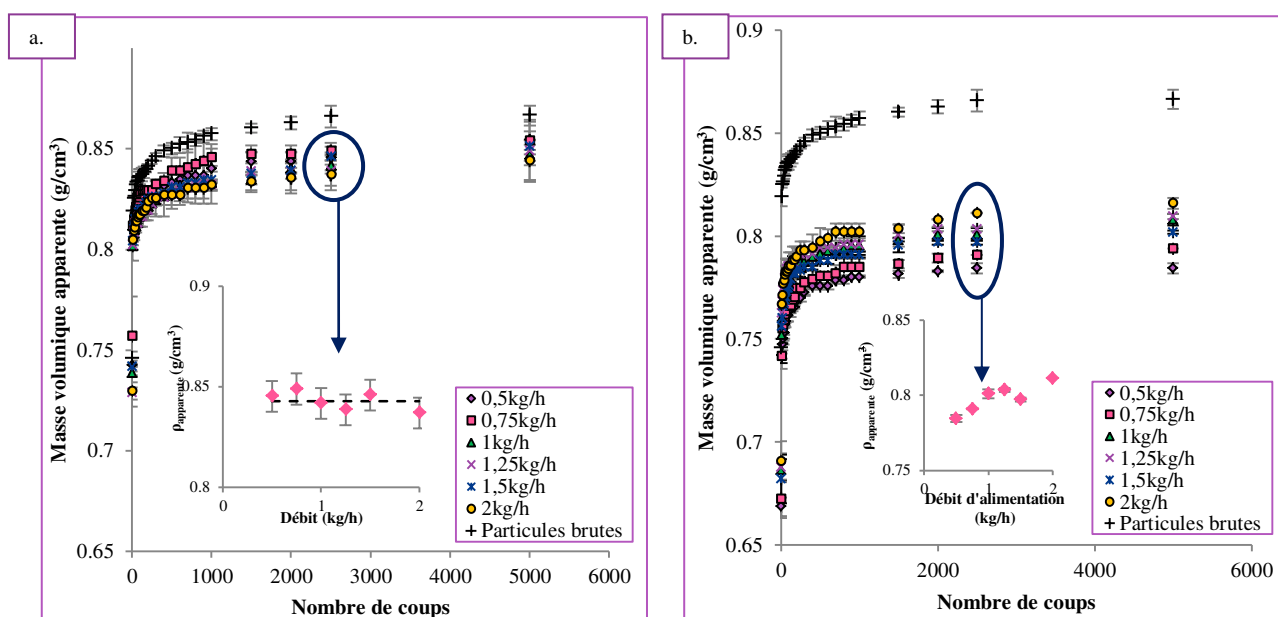 a.
Masse volumique apparente (g/cm³)
0.85
0.8
0.75
0.7
0.65
0
1000
2000
3000
4000
5000
6000
Nombre de coups
ρapparente (g/cm³)
0.9
0.85
0.8
0
1
2
Débit (kg/h)
0,5kg/h
0,75kg/h
1kg/h
1,25kg/h
1,5kg/h
2kg/h
Particules brutes
b.
Masse volumique apparente (g/cm³)
0.9
0.85
0.8
0.75
0.7
0.65
0
2000
4000
6000
Nombre de coups
ρapparente (g/cm³)
0.85
0.8
0.75
0
1
2
Débit d'alimentation
(kg/h)
0,5kg/h
0,75kg/h
1kg/h
1,25kg/h
1,5kg/h
2kg/h
Particules brutes